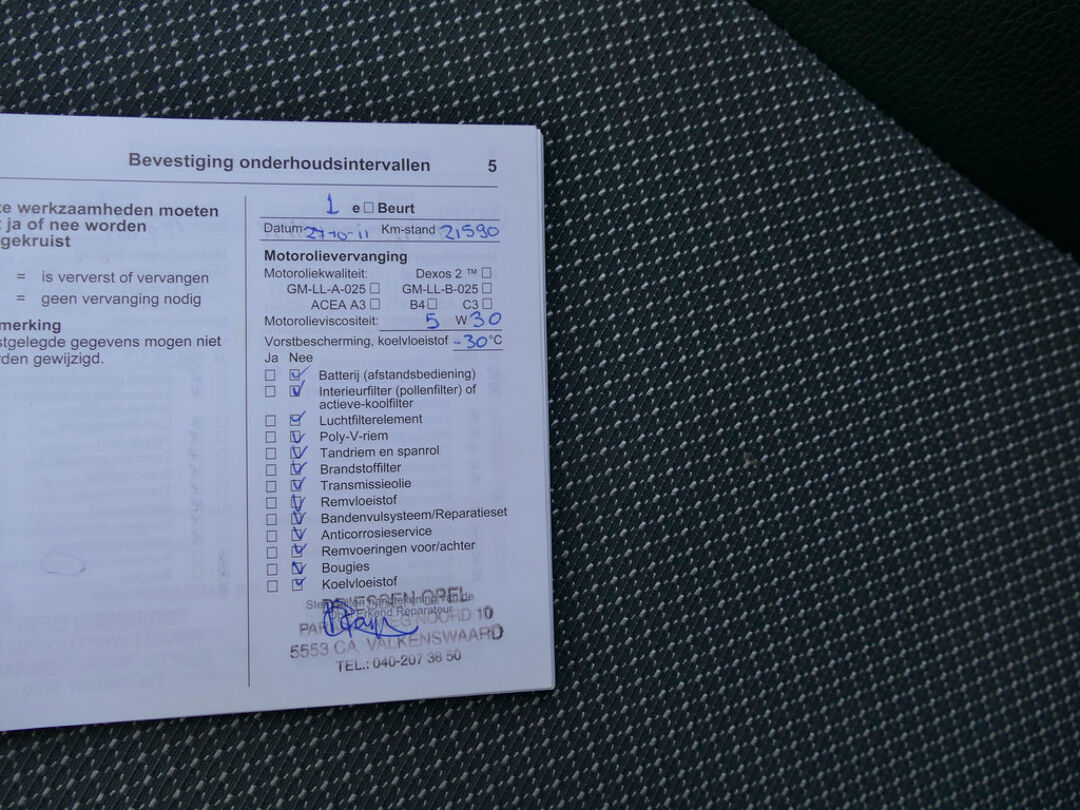 Bevestiging onderhoudsintervallen 5
te werkzaamheden moeten
ja of nee worden
gekruist
= is ververst of vervangen
= geen vervanging nodig
merking
stgelegde gegevens mogen niet
den gewijzigd.
1 e □ Beurt
Datum 27-10-11 Km-stand 21590
Motorolievervanging
Motoroliekwaliteit: Dexos 2 ™ □
GM-LL-A-025 □ GM-LL-B-025 □
ACEA A3 □ B4 □ C3 □
Motorolieviscositeit: 5 W 30
Vorstbescherming, koelvloeistof -30 °C
Ja Nee
Batterij (afstandsbediening)
Interieurfilter (pollenfilter) of
actieve-koolfilter
Luchtfilterelement
Poly-V-riem
Tandriem en spanrol
Brandstoffilter
Transmissieolie
Remvloeistof
Bandenvulsysteem/Reparatieset
Anticorrosieservice
Remvoeringen voor/achter
Bougies
Koelvloeistof
OPEL
handtekening van de
Erkend Reparateur
NOORD 10
5553 CA VALKENSWAARD
TEL.: 040-207 38 50